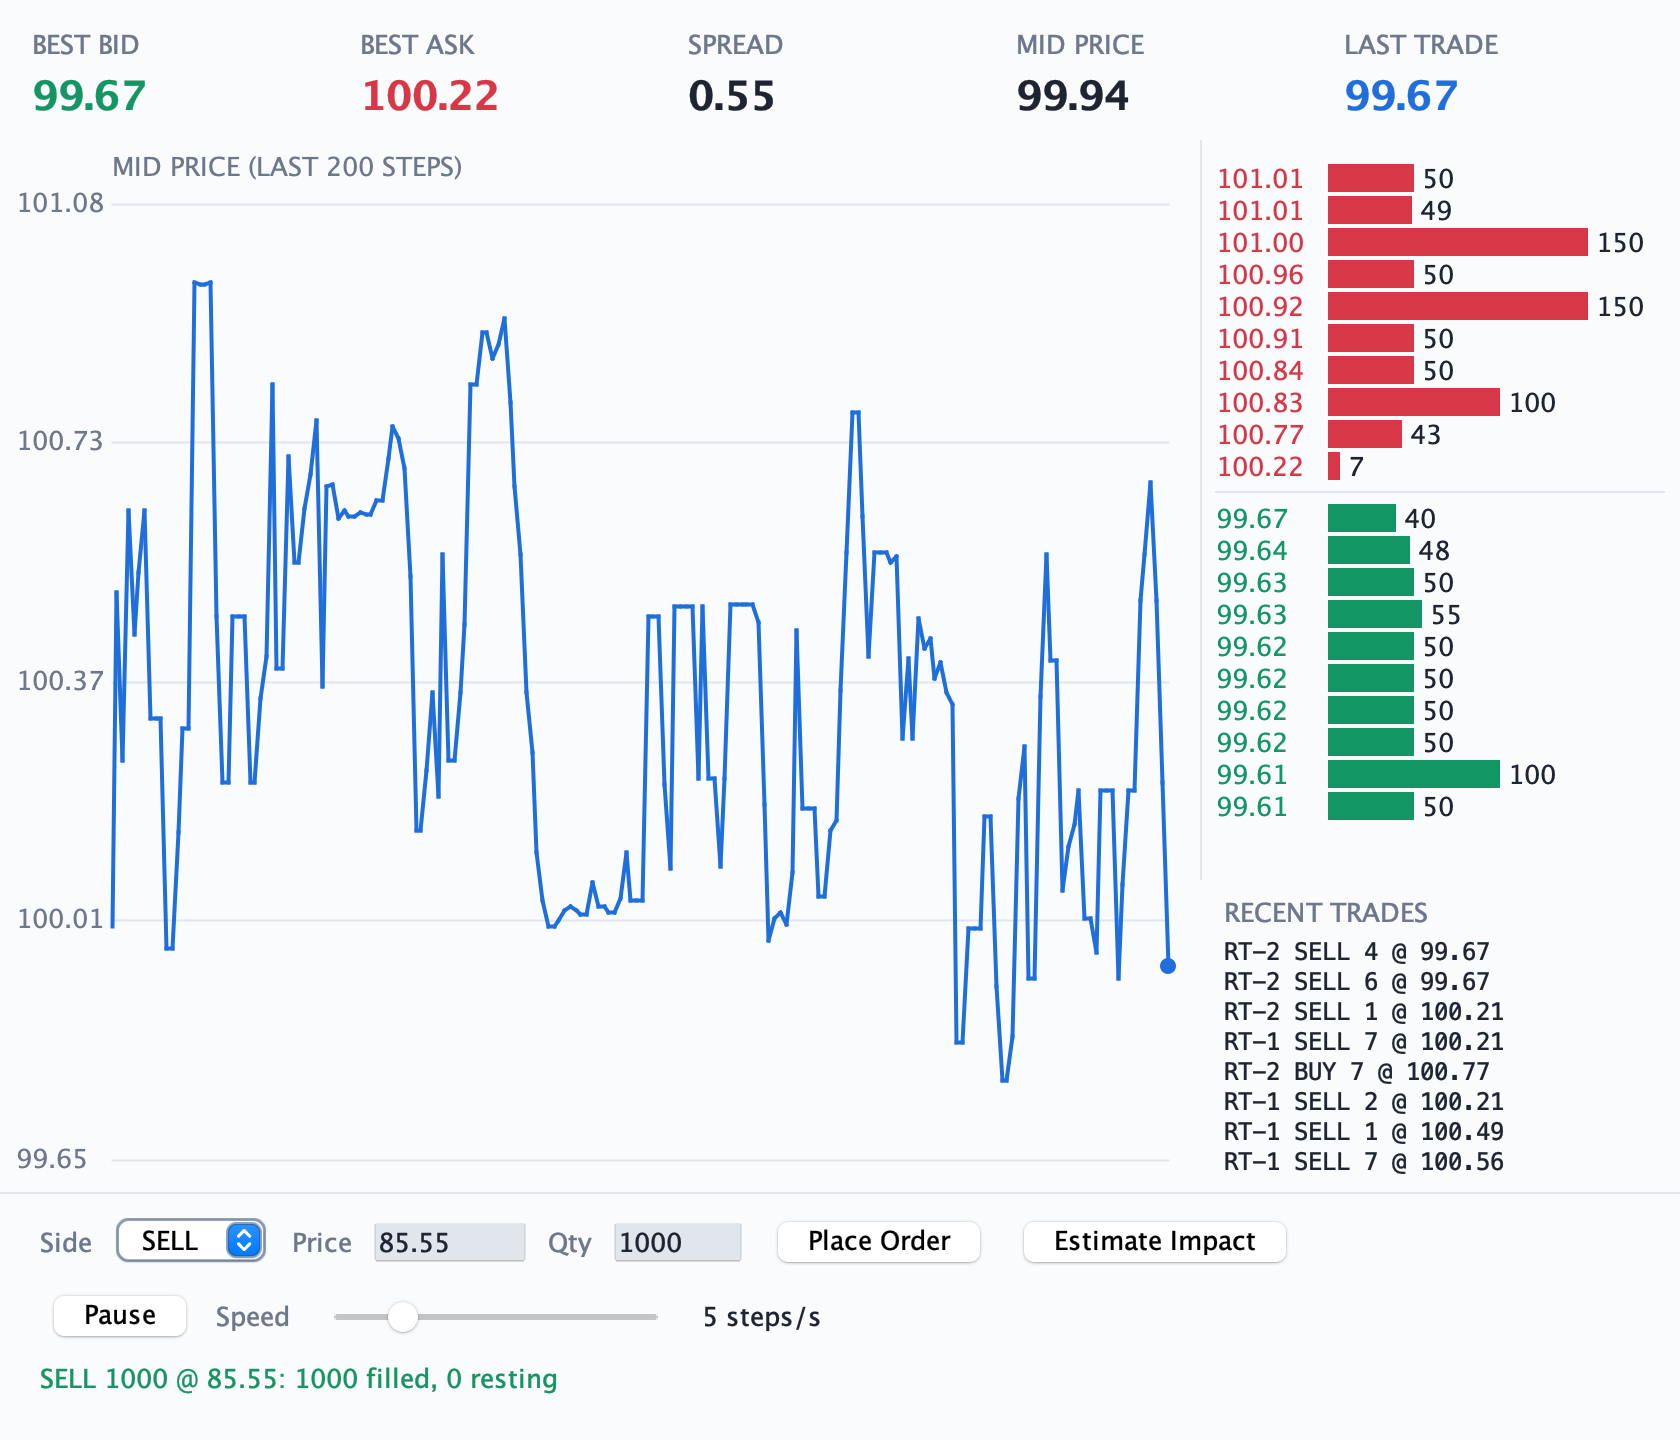 BEST BID BEST ASK SPREAD MID PRICE LAST TRADE
99.67 100.22 0.55 99.94 99.67
MID PRICE (LAST 200 STEPS)
101.08
100.73
100.37
100.01
99.65
101.01 50
101.01 49
101.00 150
100.96 50
100.92 150
100.91 50
100.84 50
100.83 100
100.77 43
100.22 7
99.67 40
99.64 48
99.63 50
99.63 55
99.62 50
99.62 50
99.62 50
99.62 50
99.61 100
99.61 50
RECENT TRADES
RT-2 SELL 4 @ 99.67
RT-2 SELL 6 @ 99.67
RT-2 SELL 1 @ 100.21
RT-1 SELL 7 @ 100.21
RT-2 BUY 7 @ 100.77
RT-1 SELL 2 @ 100.21
RT-1 SELL 1 @ 100.49
RT-1 SELL 7 @ 100.56
Side SELL Price 85.55 Qty 1000 Place Order Estimate Impact
Pause Speed 5 steps/s
SELL 1000 @ 85.55: 1000 filled, 0 resting